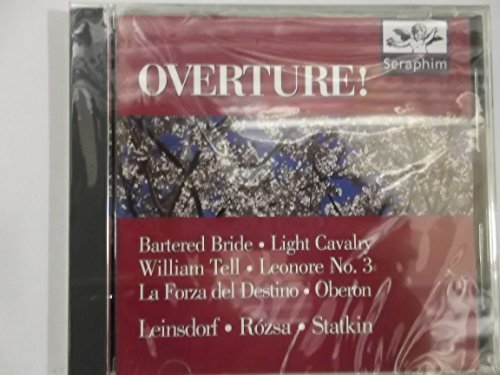 Seraphim
OVERTURE!
Bartered Bride • Light Cavalry
William Tell • Leonore No. 3
La Forza del Destino • Oberon
Leinsdorf • Rózsa • Statkin